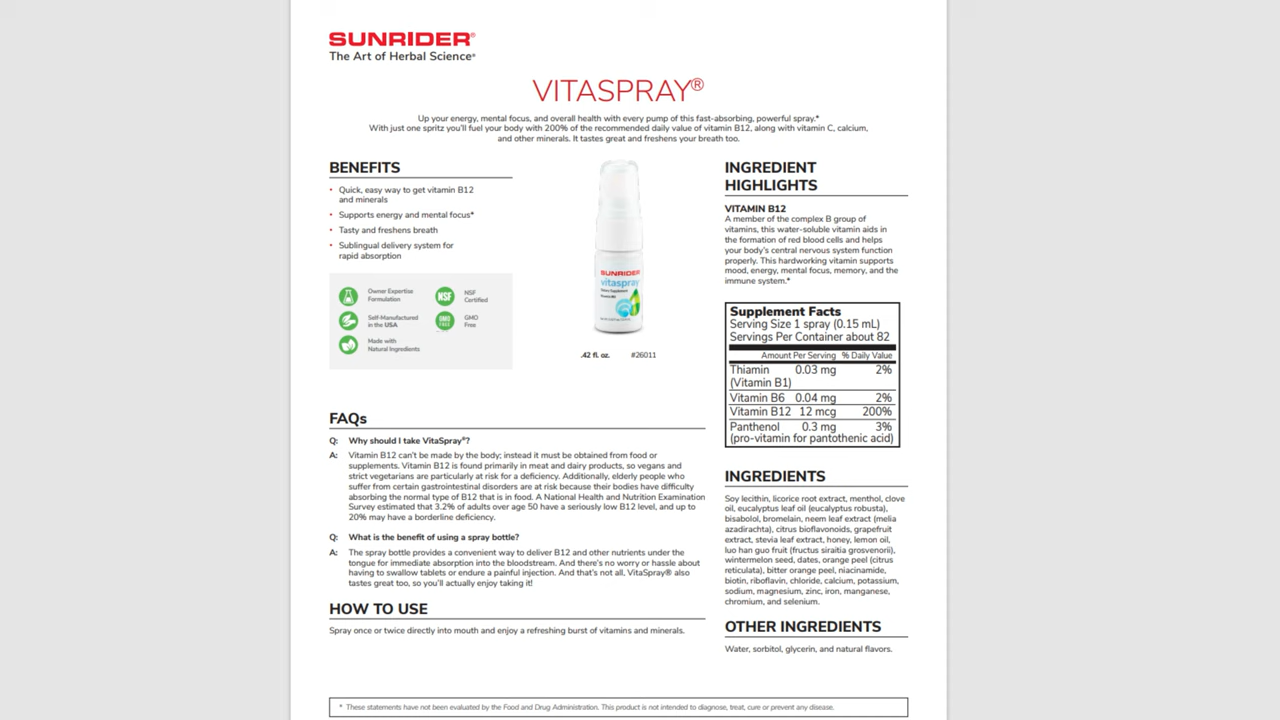 SUNRIDER®
The Art of Herbal Science®
VITASPRAY®
Up your energy, mental focus, and overall health with every pump of this fast-absorbing, powerful spray.*
With just one spritz you'll fuel your body with 200% of the recommended daily value of vitamin B12, along with vitamin C, calcium,
and other minerals. It tastes great and freshens your breath too.
BENEFITS
• Quick, easy way to get vitamin B12
and minerals
• Supports energy and mental focus*
• Tasty and freshens breath
• Sublingual delivery system for
rapid absorption
Owner Expertise
Formulation
NSF
NSF
Certified
Self-Manufactured
in the USA
GMO
FREE
GMO
Free
Made with
Natural Ingredients
SUNRIDER
vitaspray
.42 fl. oz. #26011
INGREDIENT
HIGHLIGHTS
VITAMIN B12
A member of the complex B group of
vitamins, this water-soluble vitamin aids in
the formation of red blood cells and helps
your body's central nervous system function
properly. This hardworking vitamin supports
mood, energy, mental focus, memory, and the
immune system.*
Supplement Facts
Serving Size 1 spray (0.15 mL)
Servings Per Container about 82
Amount Per Serving % Daily Value
Thiamin 0.03 mg 2%
(Vitamin B1)
Vitamin B6 0.04 mg 2%
Vitamin B12 12 mcg 200%
Panthenol 0.3 mg 3%
(pro-vitamin for pantothenic acid)
FAQs
Q: Why should I take VitaSpray®?
A: Vitamin B12 can't be made by the body; instead it must be obtained from food or
supplements. Vitamin B12 is found primarily in meat and dairy products, so vegans and
strict vegetarians are particularly at risk for a deficiency. Additionally, elderly people who
suffer from certain gastrointestinal disorders are at risk because their bodies have difficulty
absorbing the normal type of B12 that is in food. A National Health and Nutrition Examination
Survey estimated that 3.2% of adults over age 50 have a seriously low B12 level, and up to
20% may have a borderline deficiency.
Q: What is the benefit of using a spray bottle?
A: The spray bottle provides a convenient way to deliver B12 and other nutrients under the
tongue for immediate absorption into the bloodstream. And there's no worry or hassle about
having to swallow tablets or endure a painful injection. And that's not all, VitaSpray® also
tastes great too, so you'll actually enjoy taking it!
HOW TO USE
Spray once or twice directly into mouth and enjoy a refreshing burst of vitamins and minerals.
INGREDIENTS
Soy lecithin, licorice root extract, menthol, clove
oil, eucalyptus leaf oil (eucalyptus robusta),
bisabolol, bromelain, neem leaf extract (melia
azadirachta), citrus bioflavonoids, grapefruit
extract, stevia leaf extract, honey, lemon oil,
luo han guo fruit (fructus siraitia grosvenorii),
wintermelon seed, dates, orange peel (citrus
reticulata), bitter orange peel, niacinamide,
biotin, riboflavin, chloride, calcium, potassium,
sodium, magnesium, zinc, iron, manganese,
chromium, and selenium.
OTHER INGREDIENTS
Water, sorbitol, glycerin, and natural flavors.
* These statements have not been evaluated by the Food and Drug Administration. This product is not intended to diagnose, treat, cure or prevent any disease.